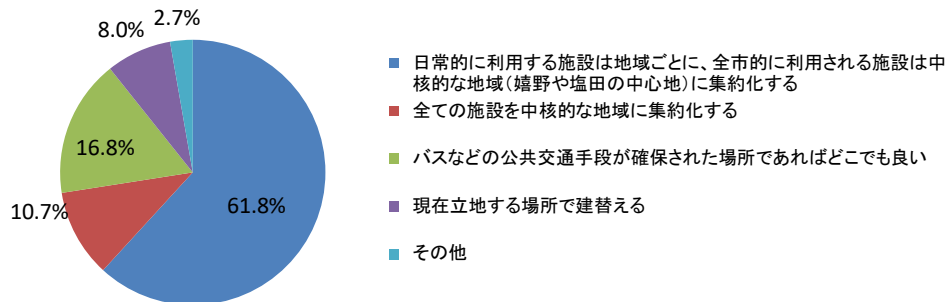 2.7%
8.0%
16.8%
10.7%
61.8%
日常的に利用する施設は地域ごとに、全市的に利用される施設は中
核的な地域（嬉野や塩田の中心地）に集約化する
全ての施設を中核的な地域に集約化する
バスなどの公共交通手段が確保された場所であればどこでも良い
現在立地する場所で建替える
その他